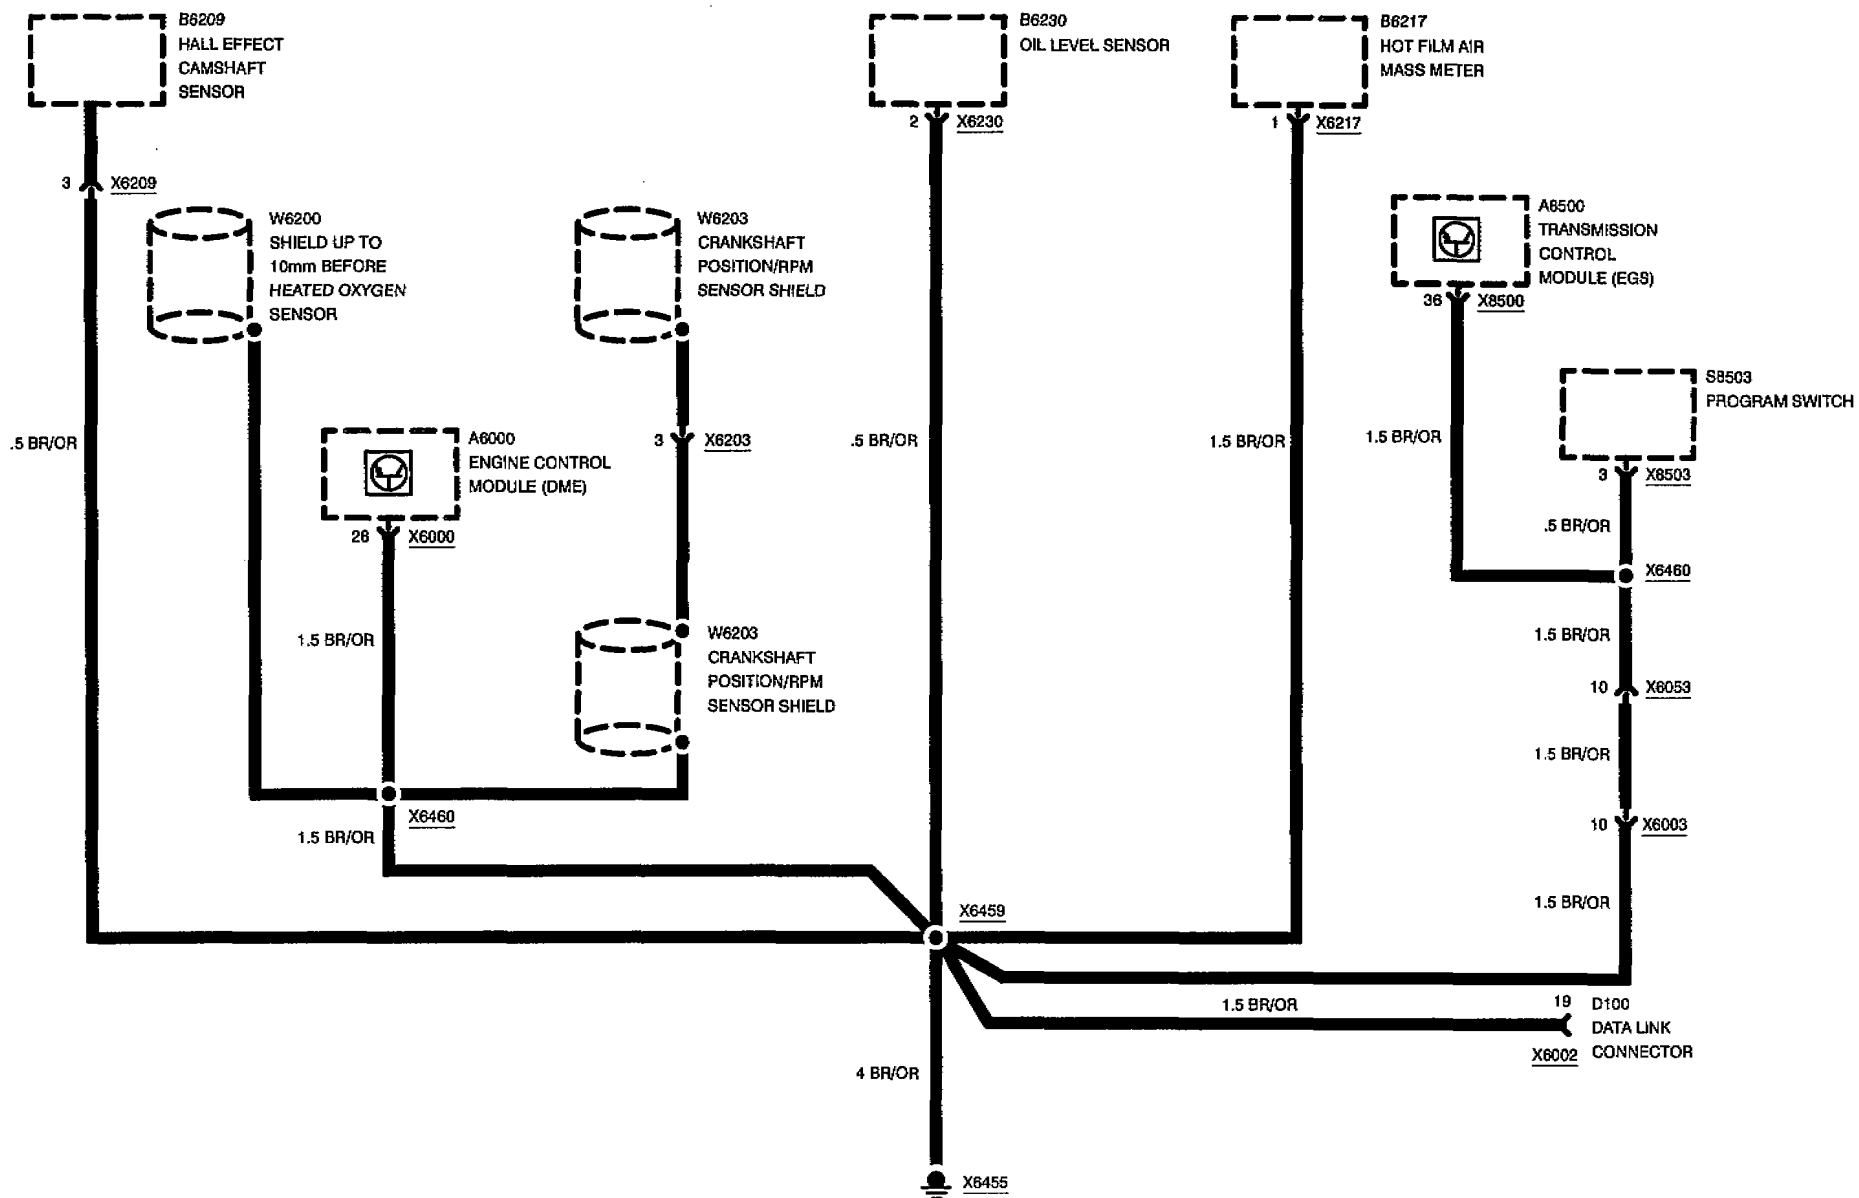 B6209
HALL EFFECT
CAMSHAFT
SENSOR
B6230
OIL LEVEL SENSOR
B6217
HOT FILM AIR
MASS METER
2 X6230
1 X6217
3 X6209
W6200
SHIELD UP TO
10mm BEFORE
HEATED OXYGEN
SENSOR
W6203
CRANKSHAFT
POSITION/RPM
SENSOR SHIELD
A6500
TRANSMISSION
CONTROL
MODULE (EGS)
36 X8500
S8503
PROGRAM SWITCH
.5 BR/OR
A6000
ENGINE CONTROL
MODULE (DME)
3 X6203
.5 BR/OR
1.5 BR/OR
1.5 BR/OR
3 X8503
28 X6000
.5 BR/OR
X6460
1.5 BR/OR
W6203
CRANKSHAFT
POSITION/RPM
SENSOR SHIELD
1.5 BR/OR
10 X6053
1.5 BR/OR
X6460
1.5 BR/OR
10 X6003
X6459
1.5 BR/OR
1.5 BR/OR
19 D100
DATA LINK
CONNECTOR
X6002
4 BR/OR
X6455